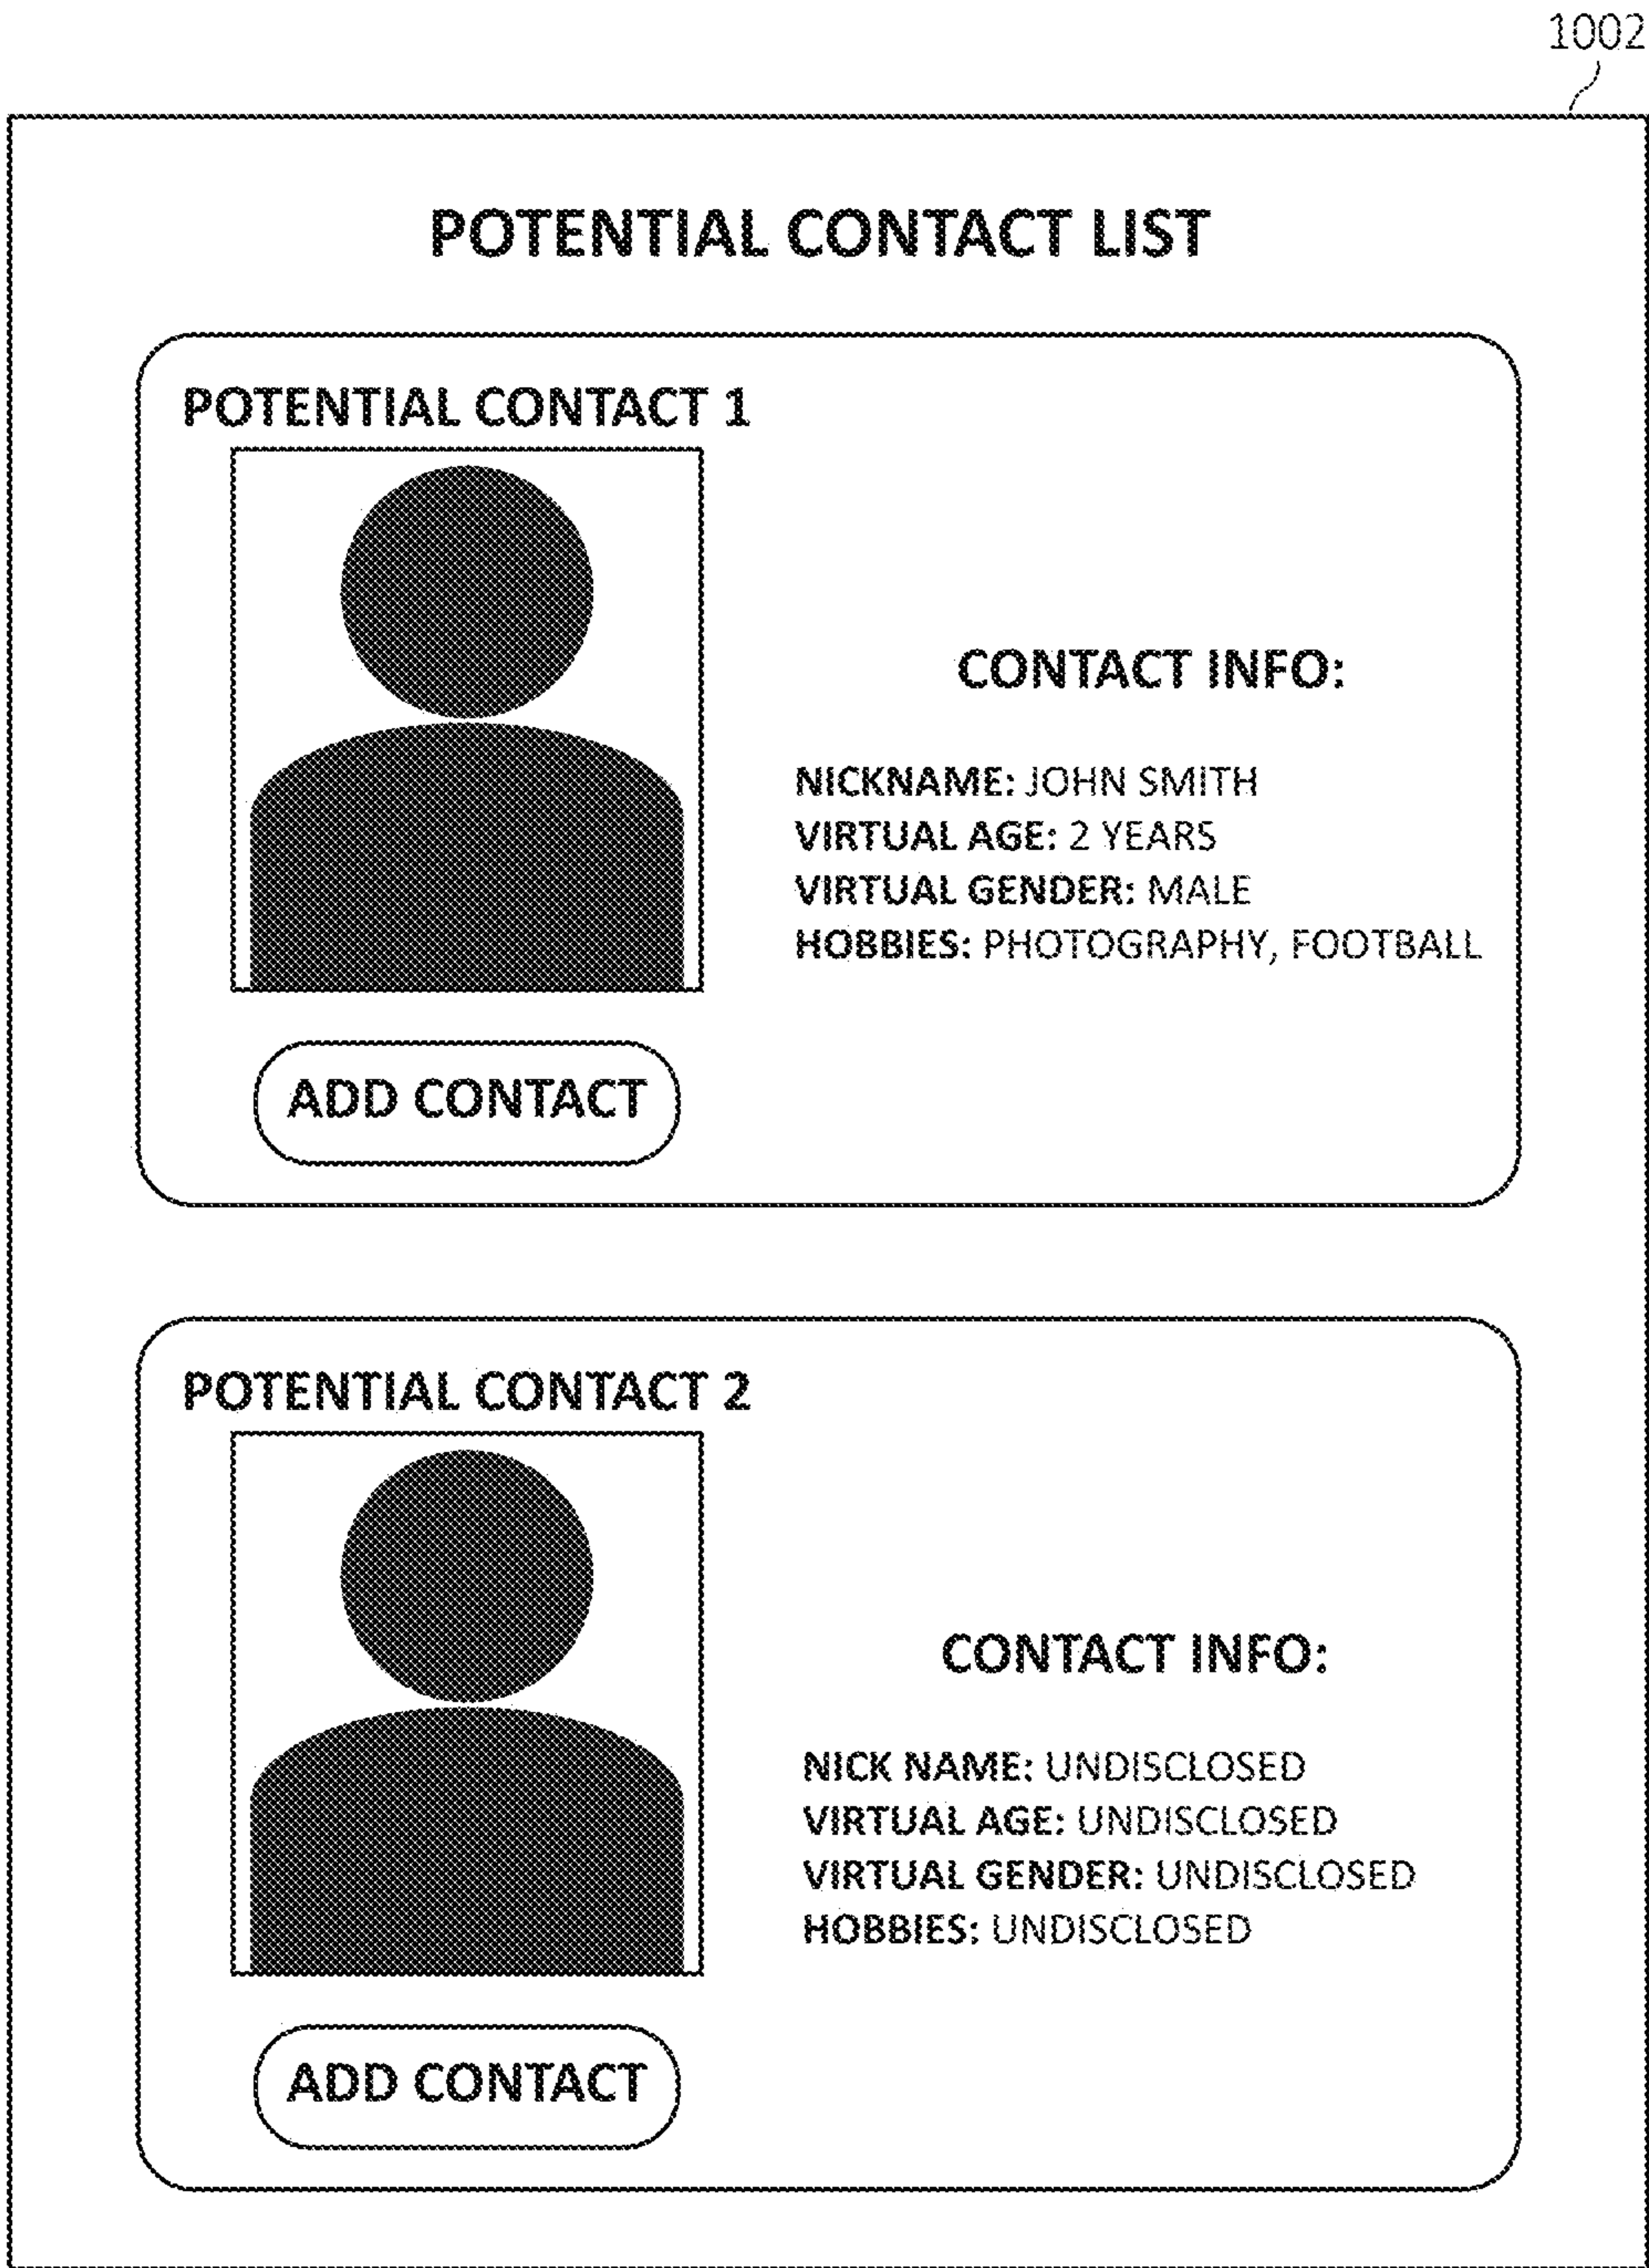 1002
POTENTIAL CONTACT LIST
POTENTIAL CONTACT 1
CONTACT INFO:
NICKNAME: JOHN SMITH
VIRTUAL AGE: 2 YEARS
VIRTUAL GENDER: MALE
HOBBIES: PHOTOGRAPHY, FOOTBALL
ADD CONTACT
POTENTIAL CONTACT 2
CONTACT INFO:
NICK NAME: UNDISCLOSED
VIRTUAL AGE: UNDISCLOSED
VIRTUAL GENDER: UNDISCLOSED
HOBBIES: UNDISCLOSED
ADD CONTACT